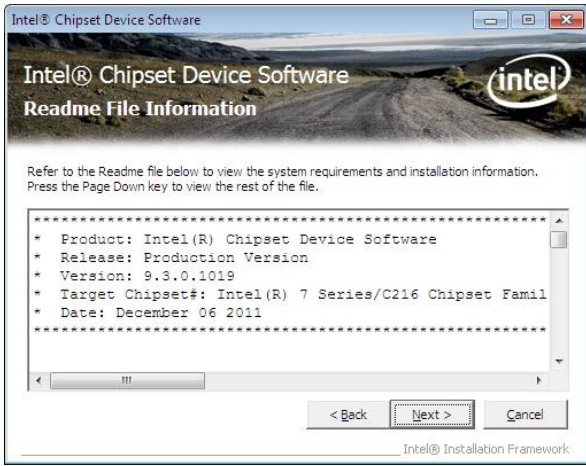 Intel® Chipset Device Software
Intel® Chipset Device Software
intel
Readme File Information
Refer to the Readme file below to view the system requirements and installation information.
Press the Page Down key to view the rest of the file.
************************************************************
* Product: Intel(R) Chipset Device Software
* Release: Production Version
* Version: 9.3.0.1019
* Target Chipset#: Intel(R) 7 Series/C216 Chipset Famil
* Date: December 06 2011
************************************************************
< Back Next > Cancel
Intel® Installation Framework